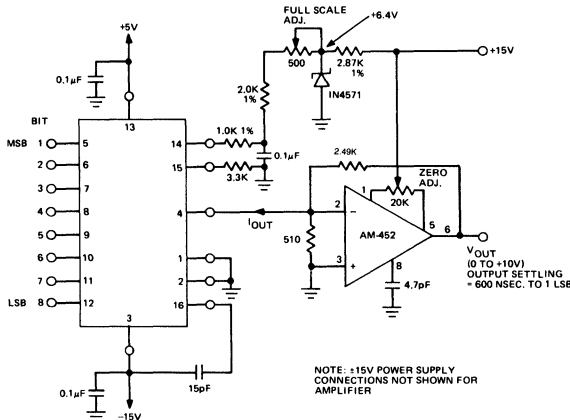 FULL SCALE
ADJ.
+6.4V
+5V
+15V
500
2.87K
1%
0.1µF
2.0K
1%
IN4571
13
BIT
MSB 1 5
2 6
3 7
4 8
5 9
6 10
7 11
LSB 8 12
14
1.0K 1%
15
3.3K
0.1µF
4
IOUT
1
2
16
3
2.49K
ZERO
ADJ.
1
20K
2
5
6
AM-452
510
3
8
4.7pF
VOUT
(0 TO +10V)
OUTPUT SETTLING
= 600 NSEC. TO 1 LSB
0.1µF
15pF
-15V
NOTE: ±15V POWER SUPPLY
CONNECTIONS NOT SHOWN FOR
AMPLIFIER